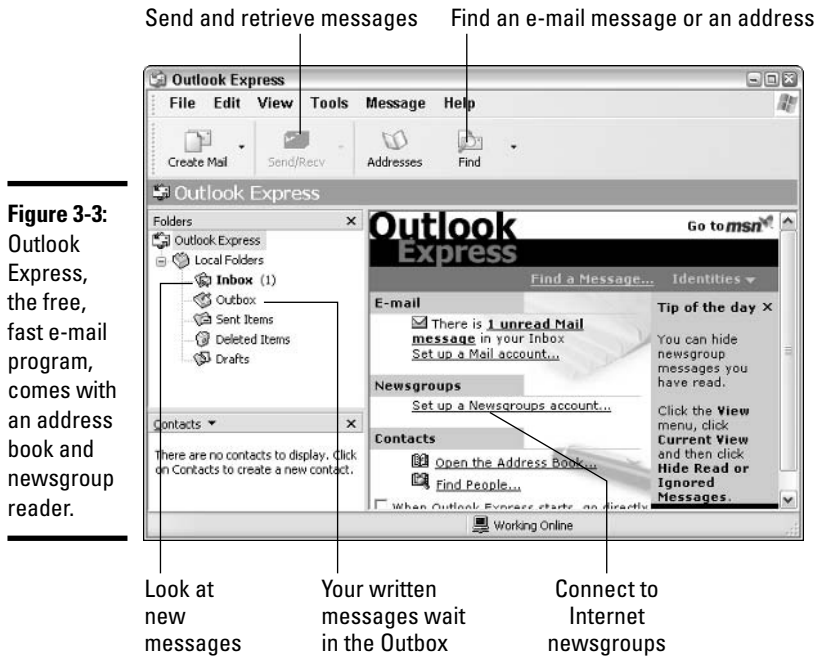 Send and retrieve messages
Find an e-mail message or an address
Outlook Express
File Edit View Tools Message Help
Create Mail
Send/Recv
Addresses
Find
Outlook Express
Figure 3-3:
Outlook
Express,
the free,
fast e-mail
program,
comes with
an address
book and
newsgroup
reader.
Folders
Outlook Express
Local Folders
Inbox (1)
Outbox
Sent Items
Deleted Items
Drafts
Contacts
There are no contacts to display. Click
on Contacts to create a new contact.
Outlook
Express
Go to msn
Find a Message... Identities
E-mail
There is 1 unread Mail
message in your Inbox
Set up a Mail account...
Newsgroups
Set up a Newsgroups account...
Contacts
Open the Address Book...
Find People...
When Outlook Express starts, go directly
Tip of the day
You can hide
newsgroup
messages you
have read.
Click the View
menu, click
Current View
and then click
Hide Read or
Ignored
Messages.
Working Online
Look at
new
messages
Your written
messages wait
in the Outbox
Connect to
Internet
newsgroups